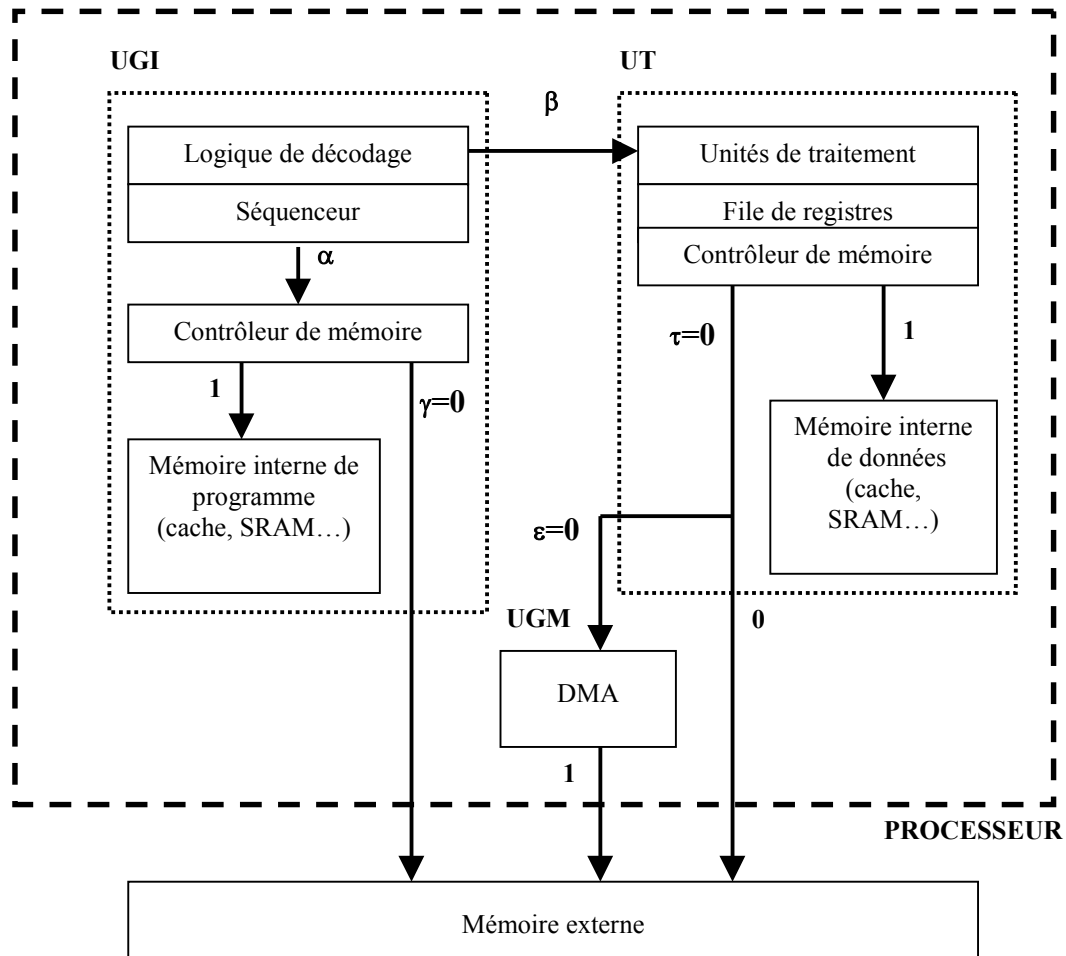 UGI
UT
β
Logique de décodage
Unités de traitement
Séquenceur
File de registres
α
Contrôleur de mémoire
Contrôleur de mémoire
τ=0
1
1
γ=0
Mémoire interne de
programme
(cache, SRAM…)
Mémoire interne
de données
(cache,
SRAM…)
ε=0
UGM
0
DMA
1
PROCESSEUR
Mémoire externe